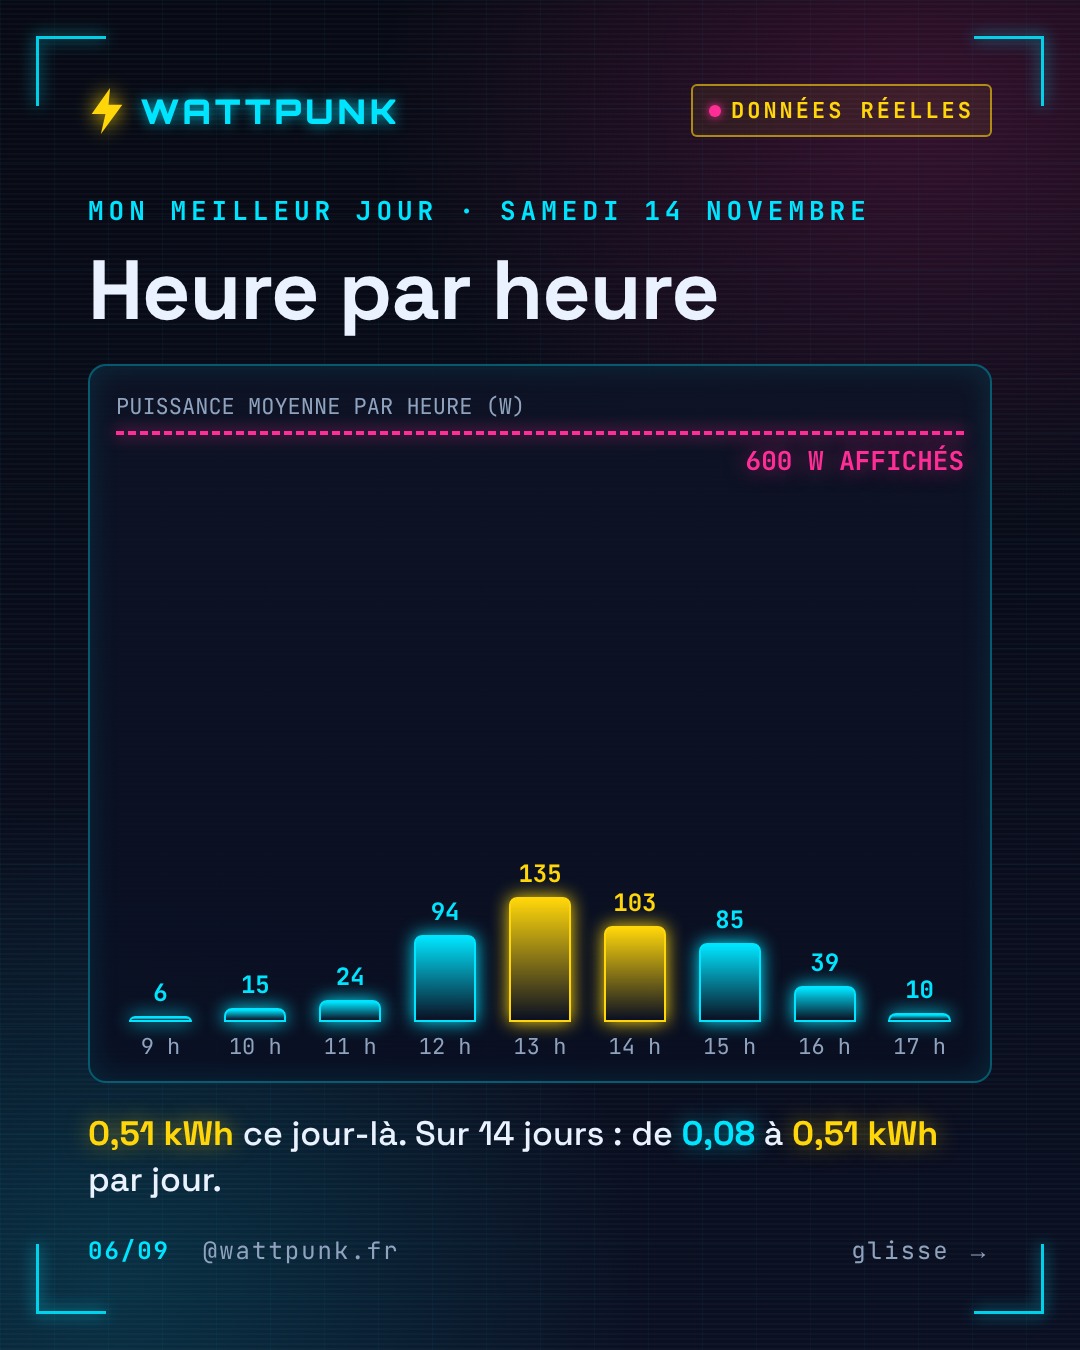 WATTPUNK
DONNÉES RÉELLES
MON MEILLEUR JOUR · SAMEDI 14 NOVEMBRE
Heure par heure
PUISSANCE MOYENNE PAR HEURE (W)
600 W AFFICHÉS
6 15 24 94 135 103 85 39 10
9 h 10 h 11 h 12 h 13 h 14 h 15 h 16 h 17 h
0,51 kWh ce jour-là. Sur 14 jours : de 0,08 à 0,51 kWh
par jour.
06/09 @wattpunk.fr glisse →